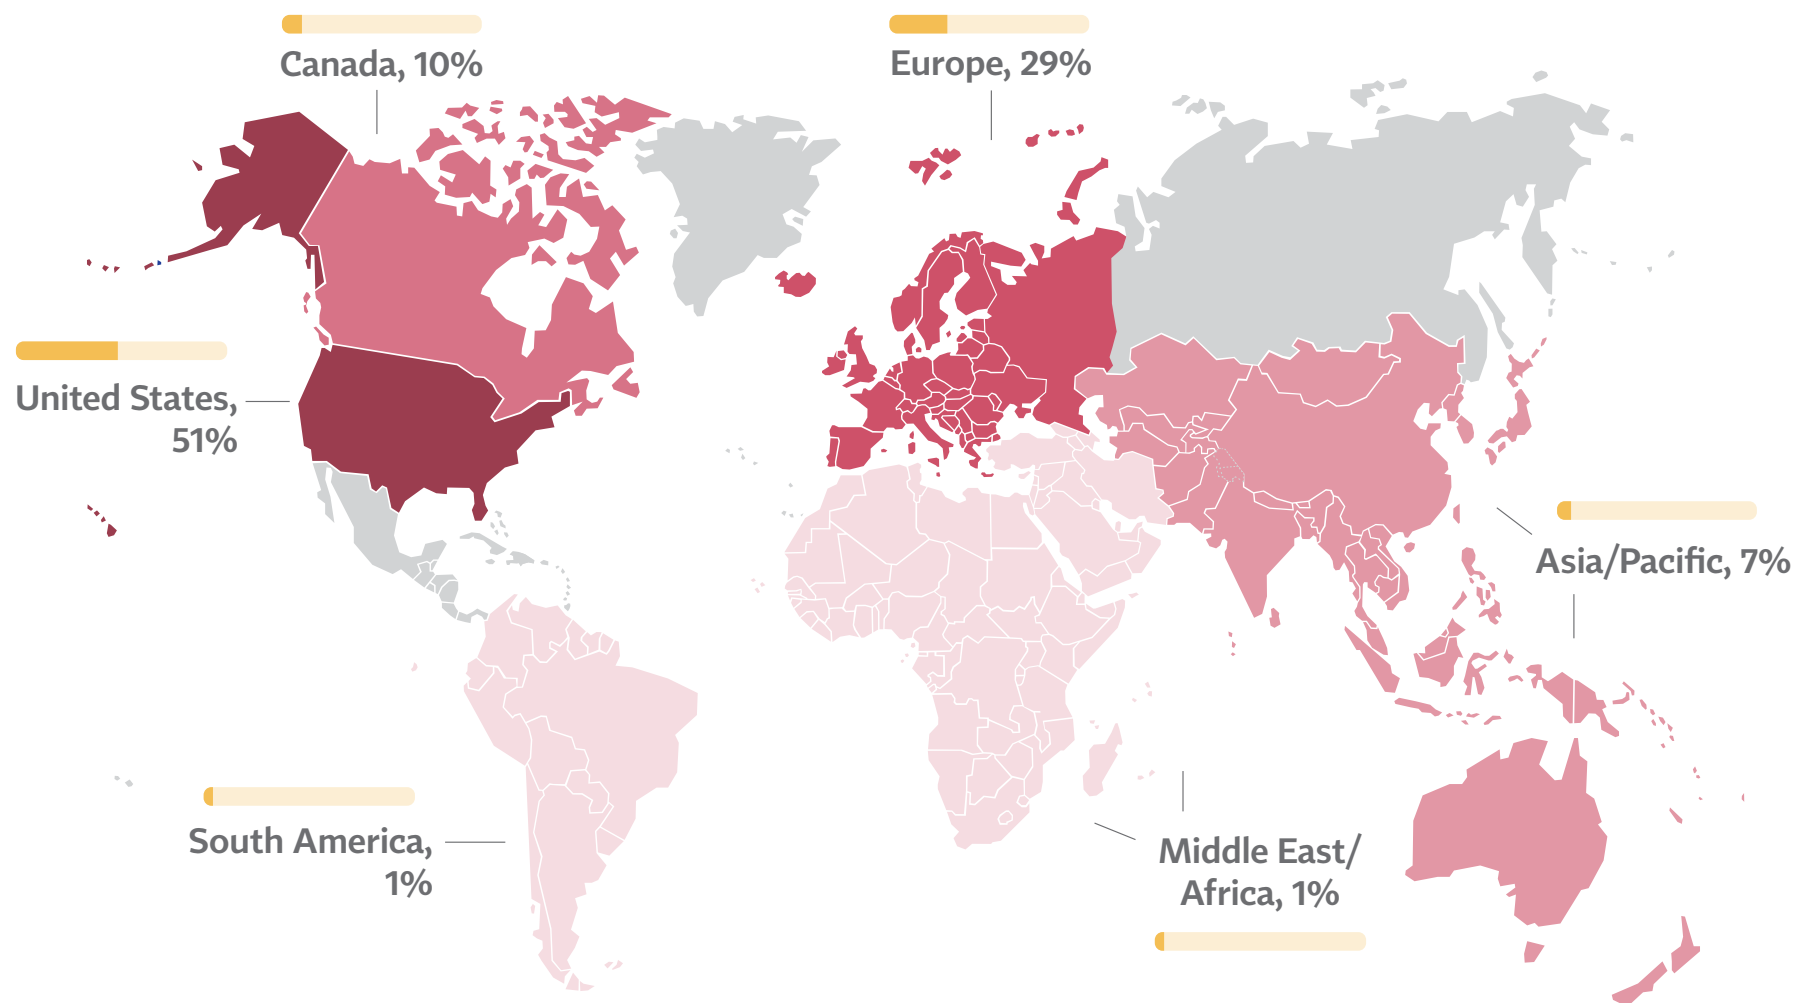 Canada, 10%
Europe, 29%
United States,
51%
Asia/Pacific, 7%
South America,
1%
Middle East/
Africa, 1%